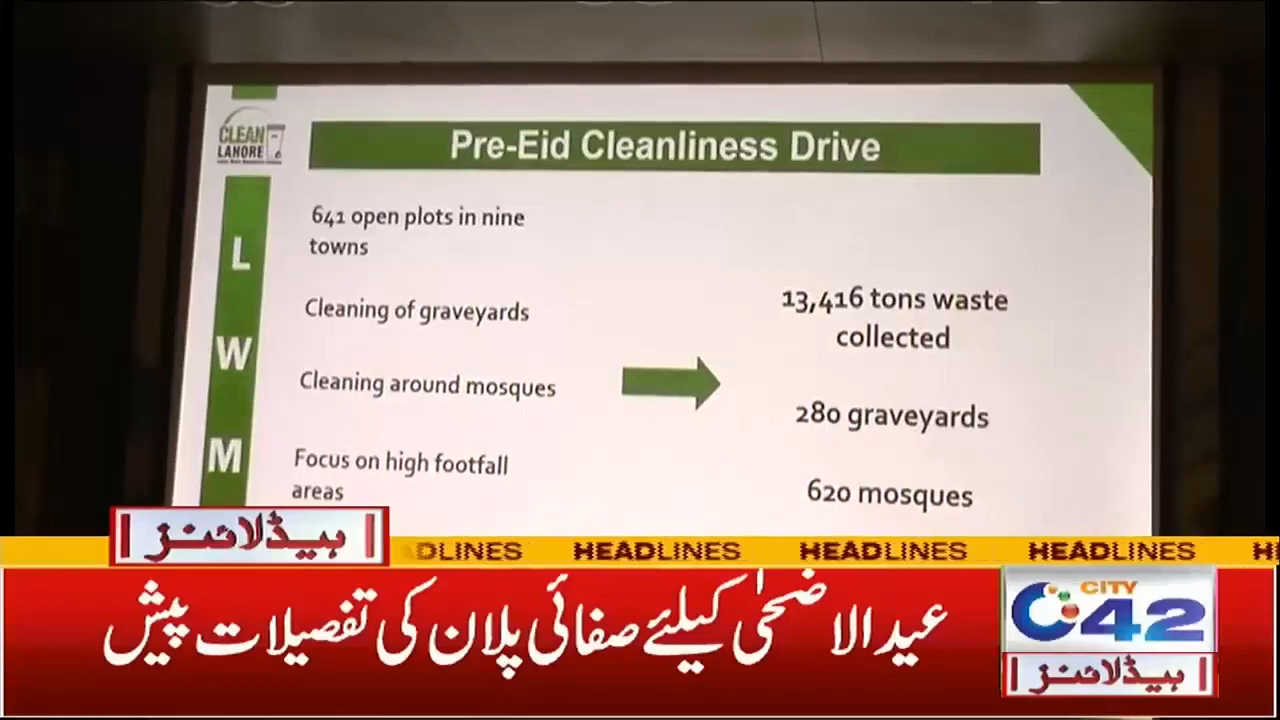 CLEAN
LAHORE
Pre-Eid Cleanliness Drive
L
W
M
641 open plots in nine
towns
Cleaning of graveyards
Cleaning around mosques
Focus on high footfall
areas
13,416 tons waste
collected
280 graveyards
620 mosques
ہیڈلائنز
DLINES HEADLINES HEADLINES HEADLINES H
عیدالاضحیٰ کیلئے صفائی پلان کی تفصیلات پیش
CITY
42
ہیڈلائنز